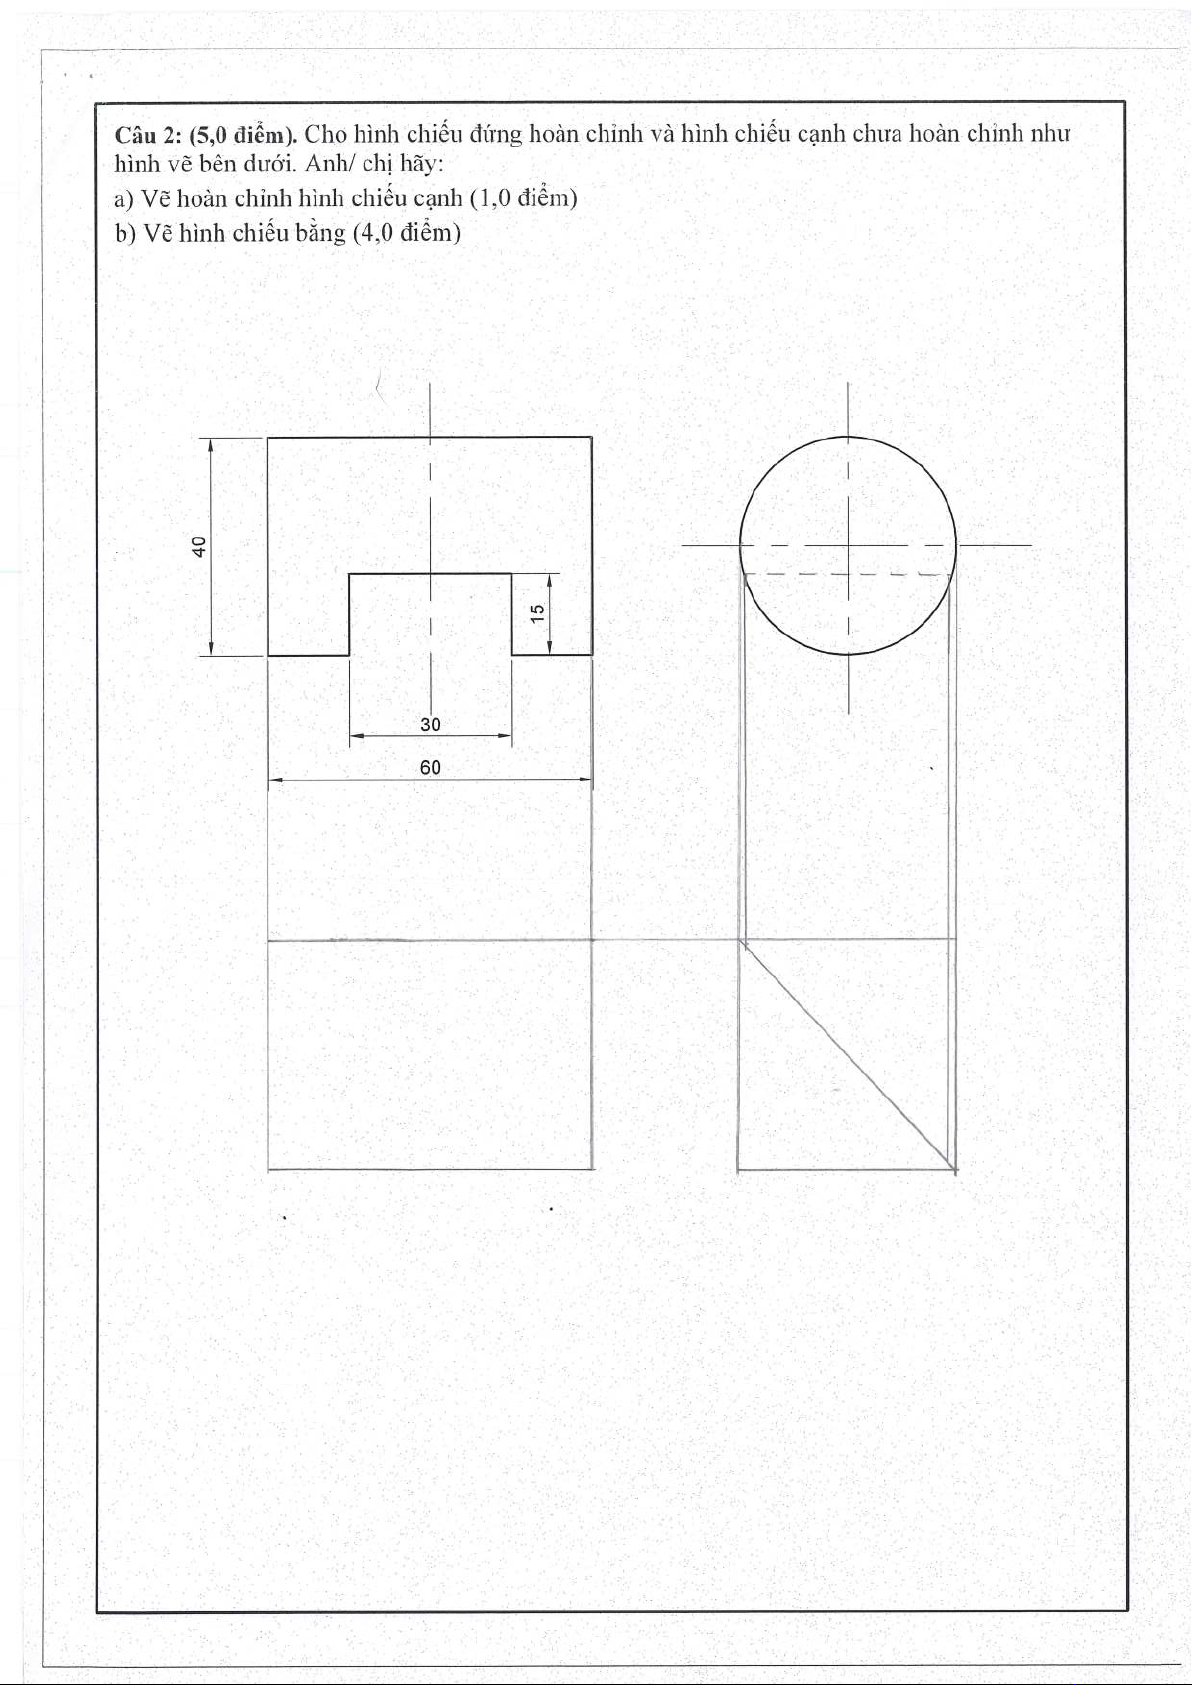 Câu 2: (5,0 điểm). Cho hình chiếu đứng hoàn chỉnh và hình chiếu cạnh chưa hoàn chỉnh như
hình vẽ bên dưới. Anh/ chị hãy:
a) Vẽ hoàn chỉnh hình chiếu cạnh (1,0 điểm)
b) Vẽ hình chiếu bằng (4,0 điểm)
40
15
30
60